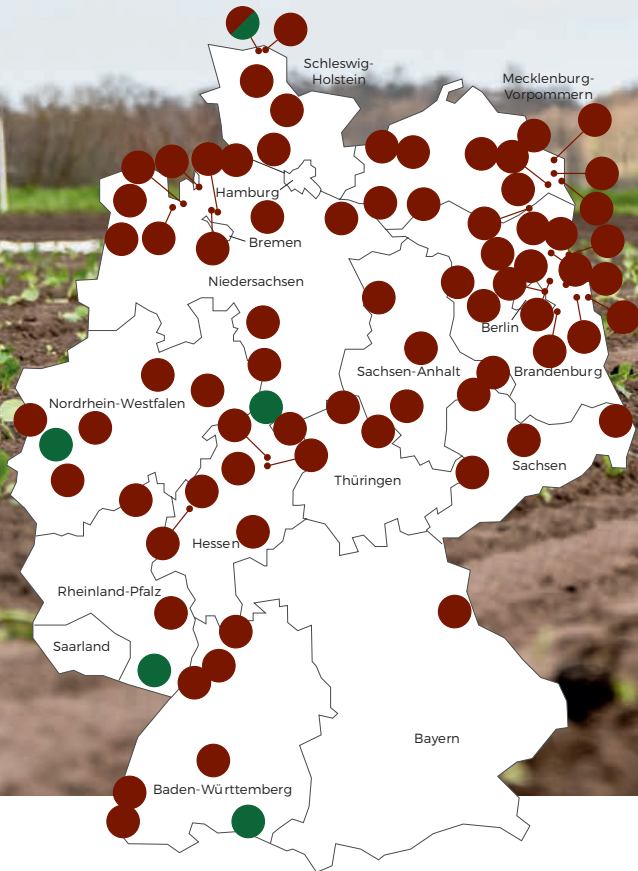 Schleswig-
Holstein
Mecklenburg-
Vorpommern
Hamburg
Bremen
Niedersachsen
Berlin
Sachsen-Anhalt
Brandenburg
Nordrhein-Westfalen
Sachsen
Thüringen
Hessen
Rheinland-Pfalz
Saarland
Bayern
Baden-Württemberg